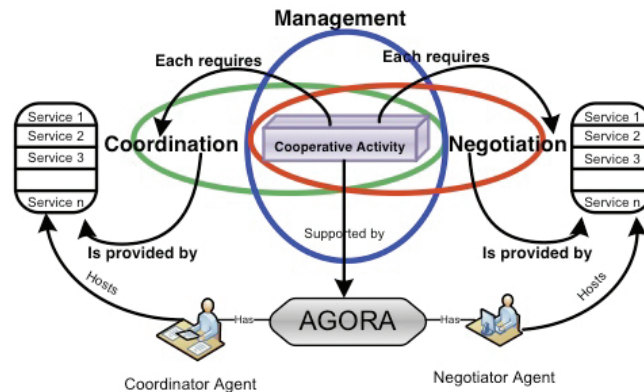 Management
Each requires
Each requires
Service 1
Service 2
Service 3
Service n
Coordination
Cooperative Activity
Negotiation
Service 1
Service 2
Service 3
Service n
Is provided by
Supported by
Is provided by
Hosts
Hosts
Has
AGORA
Has
Coordinator Agent
Negotiator Agent